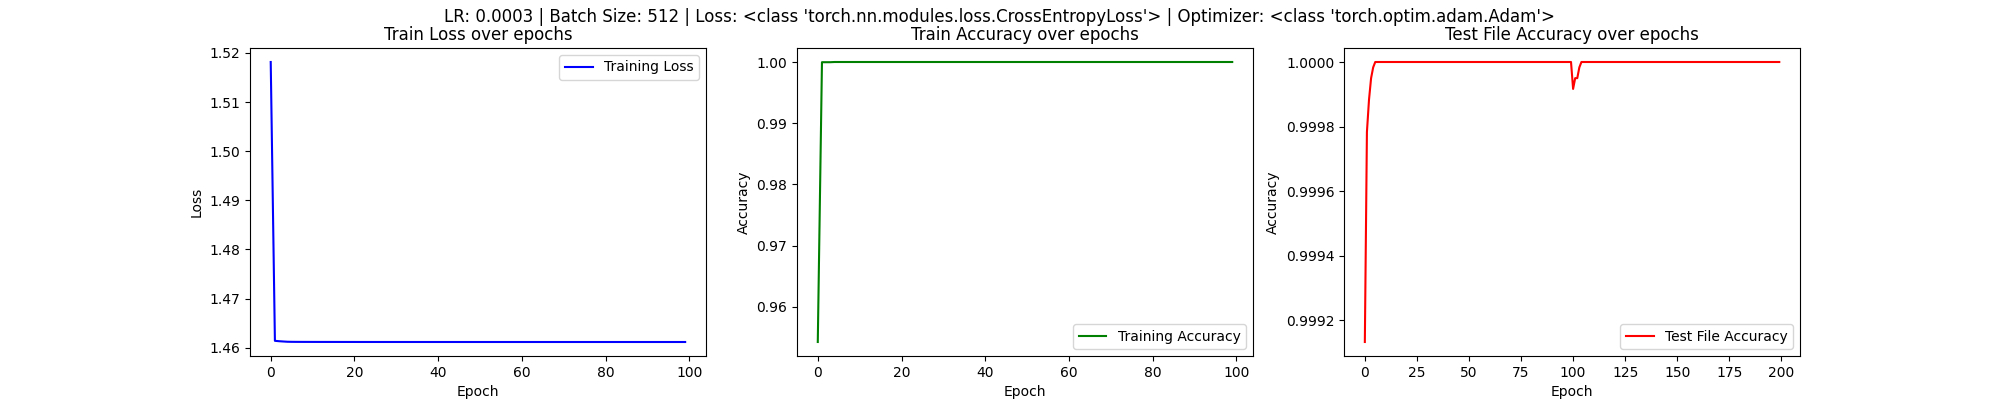 LR: 0.0003 | Batch Size: 512 | Loss: <class 'torch.nn.modules.loss.CrossEntropyLoss'> | Optimizer: <class 'torch.optim.adam.Adam'>
Train Loss over epochs
1.52
1.51
1.50
1.49
1.48
1.47
1.46
Loss
Training Loss
0 20 40 60 80 100
Epoch
Train Accuracy over epochs
1.00
0.99
0.98
0.97
0.96
Accuracy
Training Accuracy
0 20 40 60 80 100
Epoch
Test File Accuracy over epochs
1.0000
0.9998
0.9996
0.9994
0.9992
Accuracy
Test File Accuracy
0 25 50 75 100 125 150 175 200
Epoch